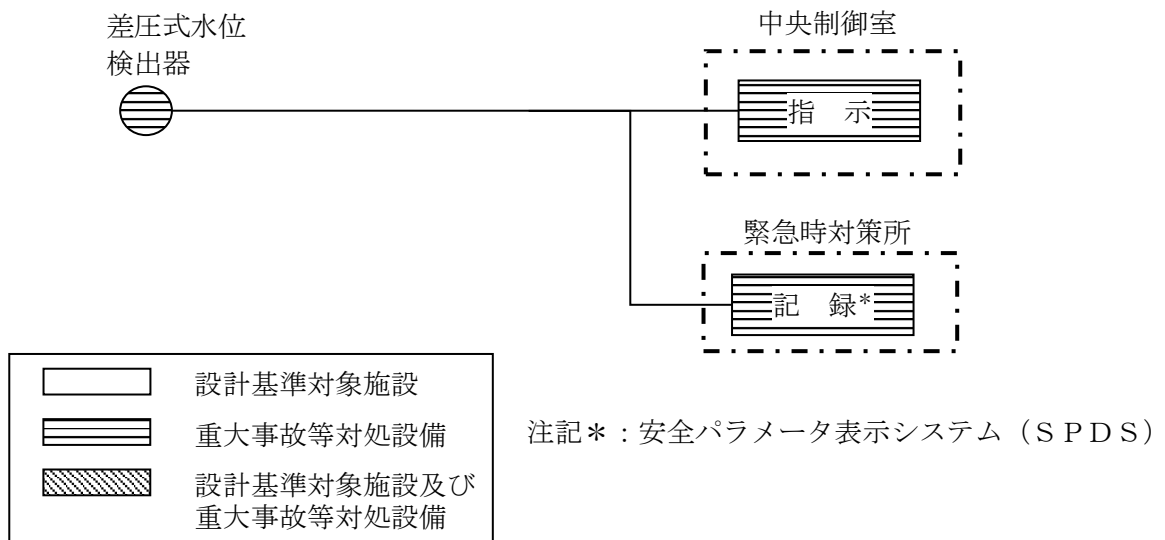 差圧式水位
検出器
中央制御室
指　示
緊急時対策所
記　録*
設計基準対象施設
重大事故等対処設備
設計基準対象施設及び
重大事故等対処設備
注記＊：安全パラメータ表示システム（ＳＰＤＳ）